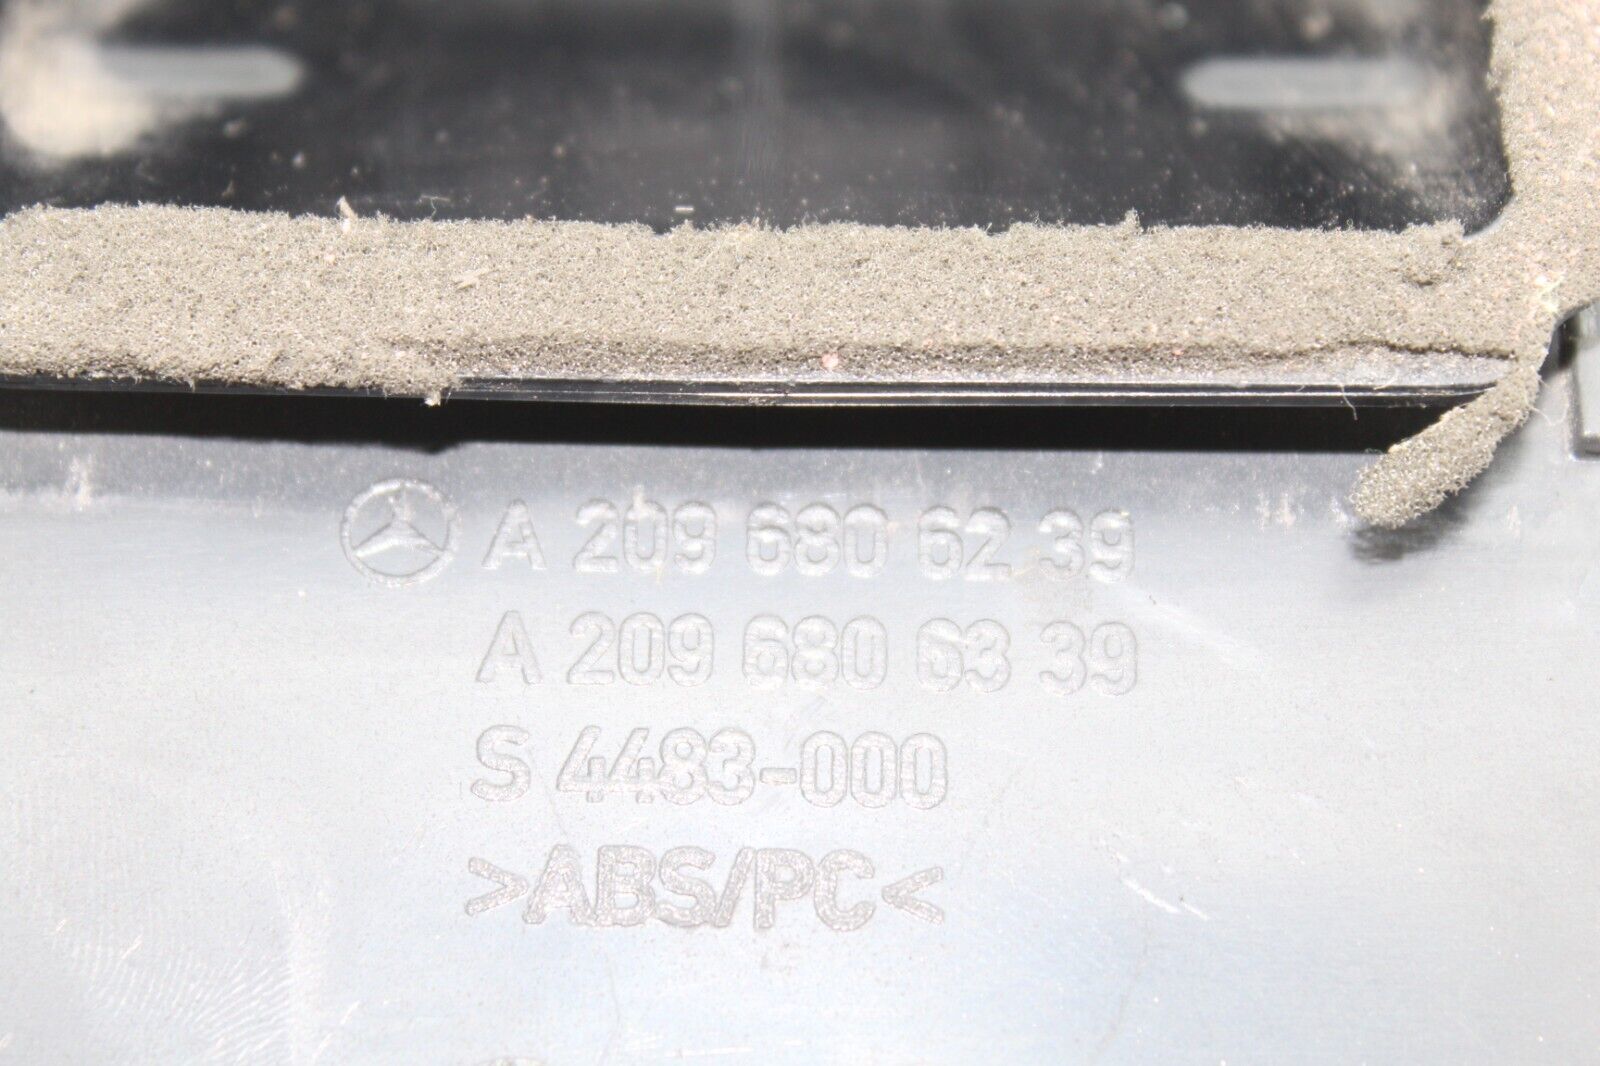 A 209 680 62 39
A 209 680 63 39
S 4483-000
>ABS/PC<